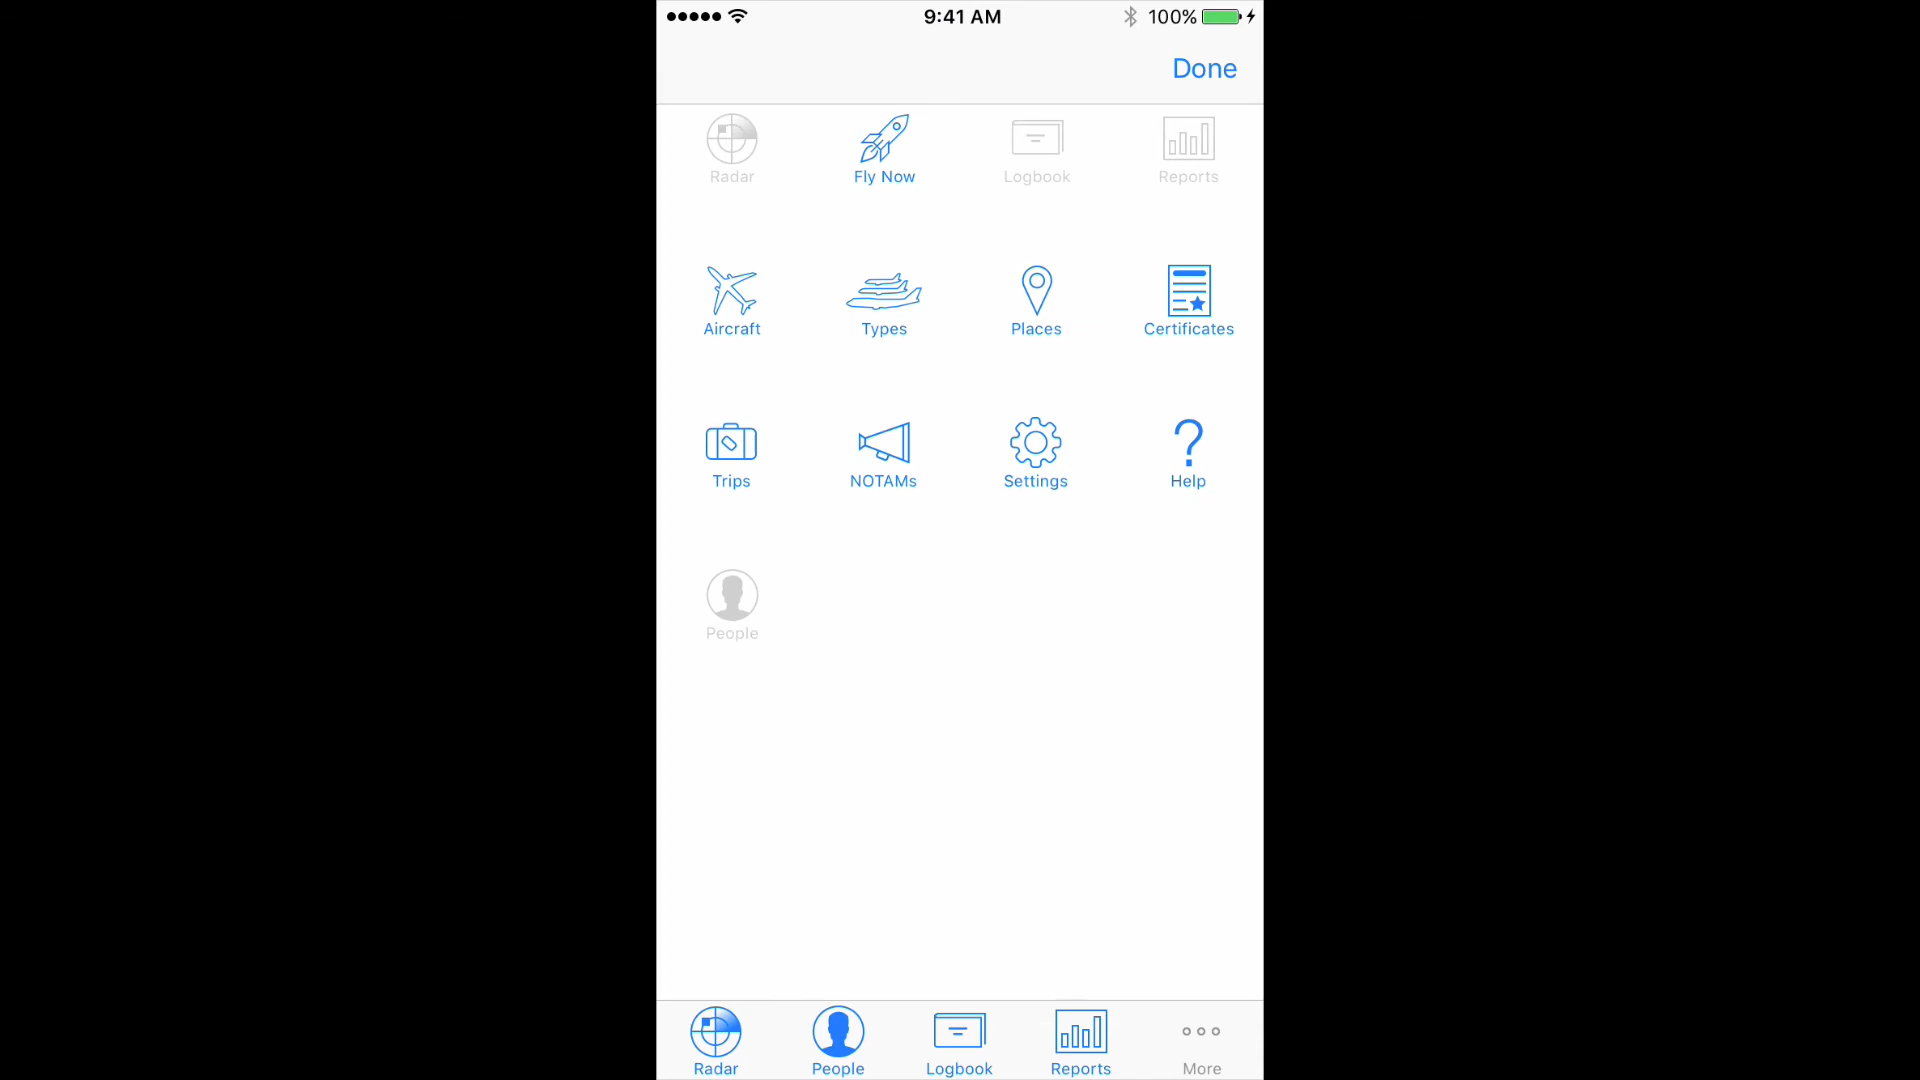 9:41 AM
100%
Done
Radar
Fly Now
Logbook
Reports
Aircraft
Types
Places
Certificates
Trips
NOTAMs
Settings
Help
People
Radar
People
Logbook
Reports
More